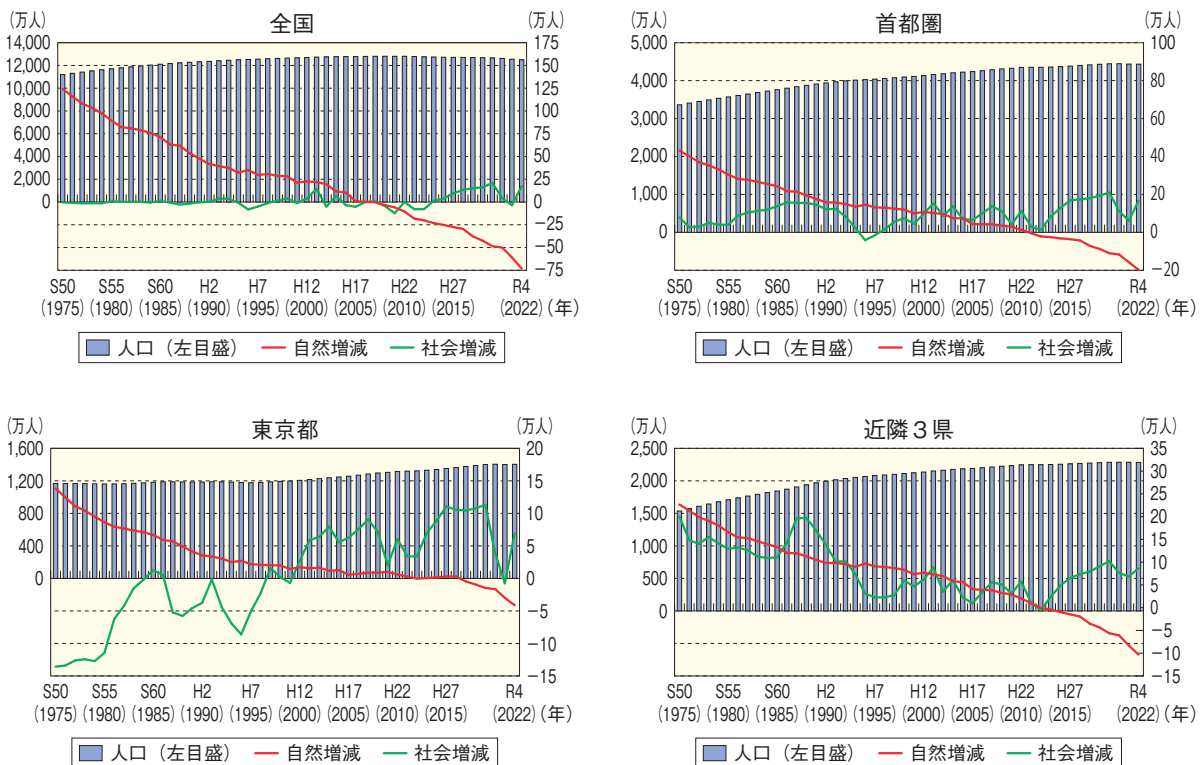 全国
(万人) (万人)
14,000 175
12,000 150
10,000 125
8,000 100
6,000 75
4,000 50
2,000 25
0 0
−25
−50
−75
S50 S55 S60 H2 H7 H12 H17 H22 H27 R4
(1975) (1980) (1985) (1990) (1995) (2000) (2005) (2010) (2015) (2022) (年)
人口（左目盛） 自然増減 社会増減
首都圏
(万人) (万人)
5,000 100
4,000 80
3,000 60
2,000 40
1,000 20
0 0
−20
S50 S55 S60 H2 H7 H12 H17 H22 H27 R4
(1975) (1980) (1985) (1990) (1995) (2000) (2005) (2010) (2015) (2022) (年)
人口（左目盛） 自然増減 社会増減
東京都
(万人) (万人)
1,600 20
1,200 15
800 10
400 5
0 0
−5
−10
−15
S50 S55 S60 H2 H7 H12 H17 H22 H27 R4
(1975) (1980) (1985) (1990) (1995) (2000) (2005) (2010) (2015) (2022) (年)
人口（左目盛） 自然増減 社会増減
近隣３県
(万人) (万人)
2,500 35
2,000 30
1,500 25
1,000 20
500 15
0 10
5
0
−5
−10
−15
S50 S55 S60 H2 H7 H12 H17 H22 H27 R4
(1975) (1980) (1985) (1990) (1995) (2000) (2005) (2010) (2015) (2022) (年)
人口（左目盛） 自然増減 社会増減